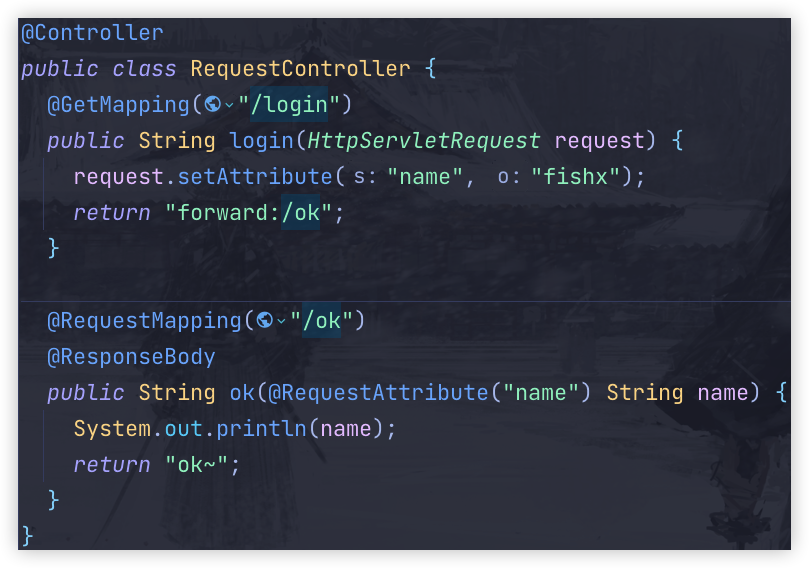 @Controller
public class RequestController {
@GetMapping("/login")
public String login(HttpServletRequest request) {
request.setAttribute( s: "name", o: "fishx");
return "forward:/ok";
}
@RequestMapping("/ok")
@ResponseBody
public String ok(@RequestAttribute("name") String name) {
System.out.println(name);
return "ok~";
}
}